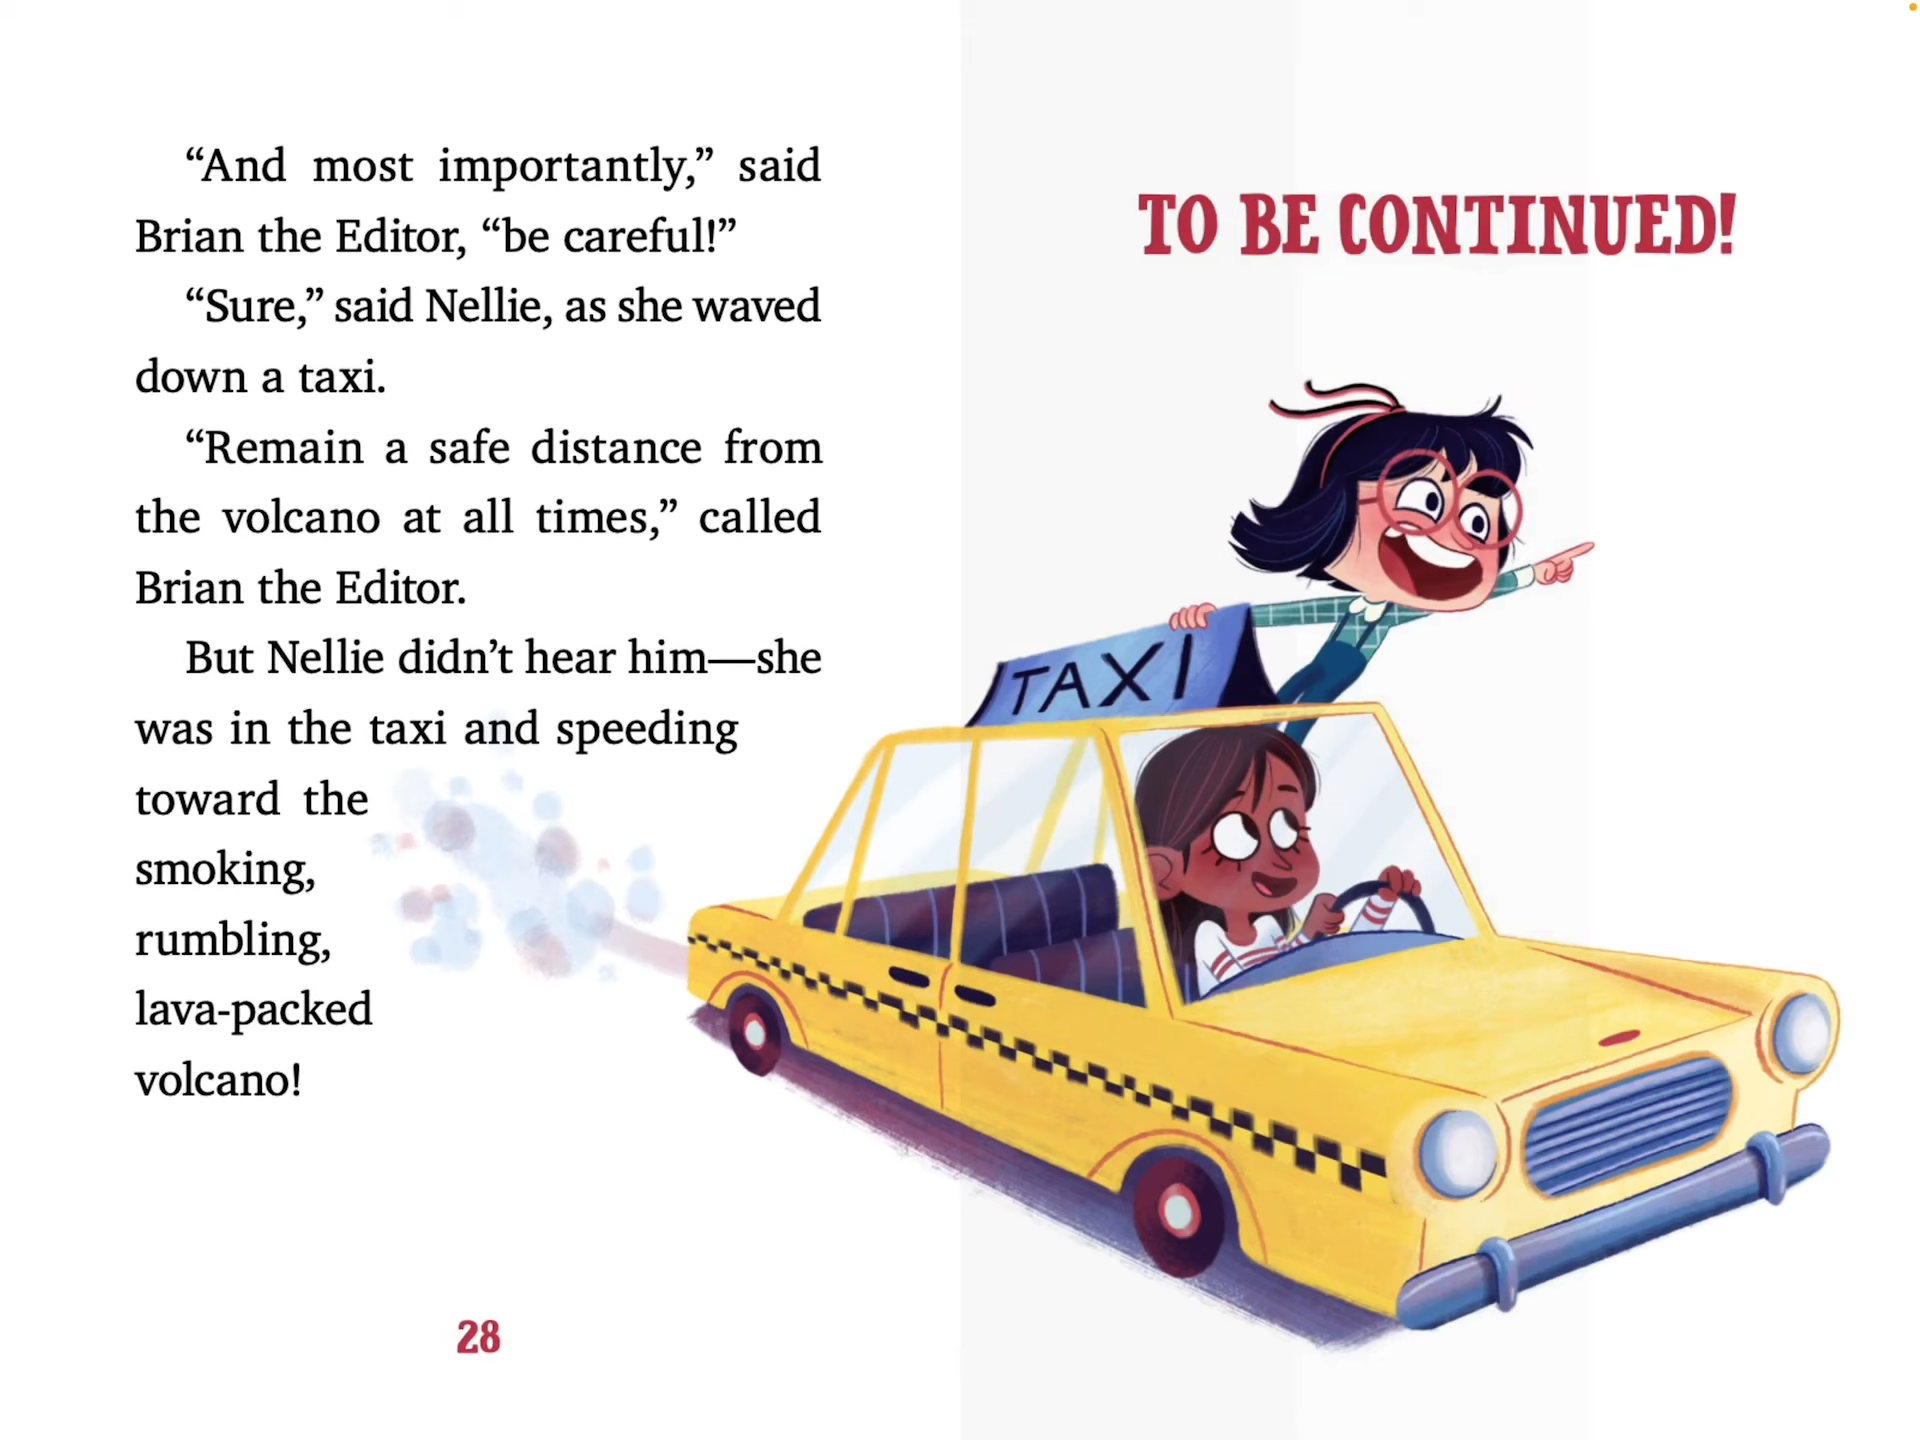 “And most importantly,” said
Brian the Editor, “be careful!”
“Sure,” said Nellie, as she waved
down a taxi.
“Remain a safe distance from
the volcano at all times,” called
Brian the Editor.
But Nellie didn’t hear him—she
was in the taxi and speeding
toward the
smoking,
rumbling,
lava-packed
volcano!
28
TO BE CONTINUED!
TAXI